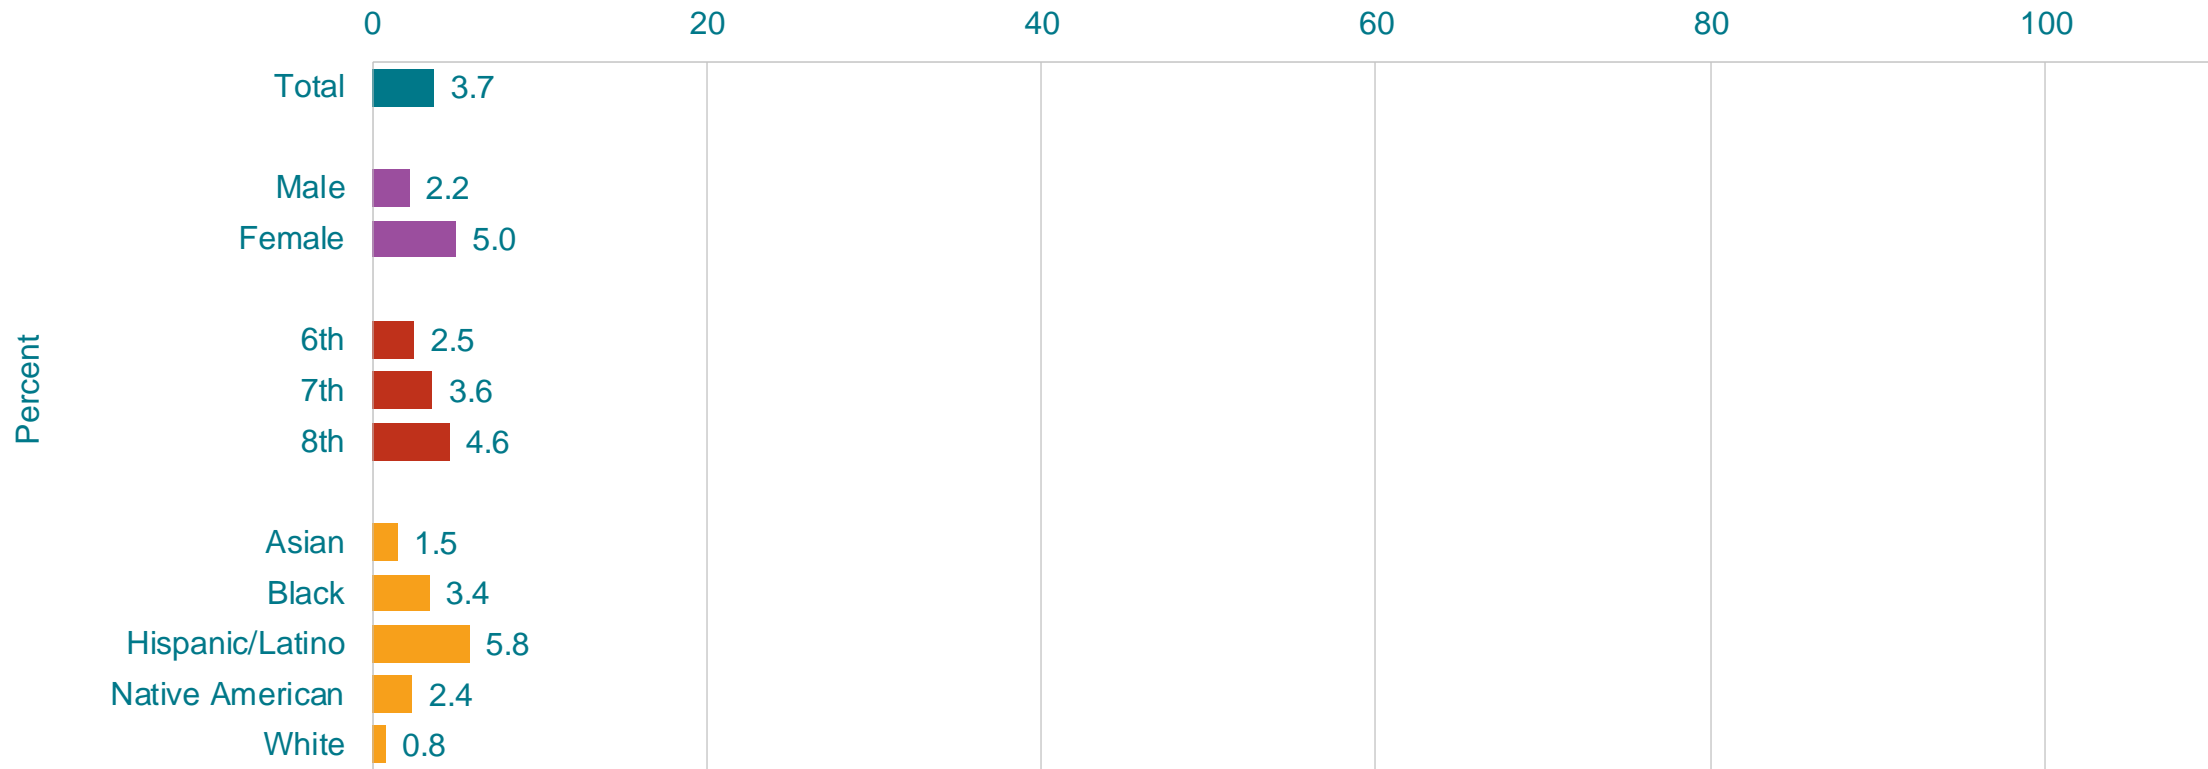 0 20 40 60 80 100
Total 3.7
Male 2.2
Female 5.0
6th 2.5
7th 3.6
8th 4.6
Asian 1.5
Black 3.4
Hispanic/Latino 5.8
Native American 2.4
White 0.8
Percent